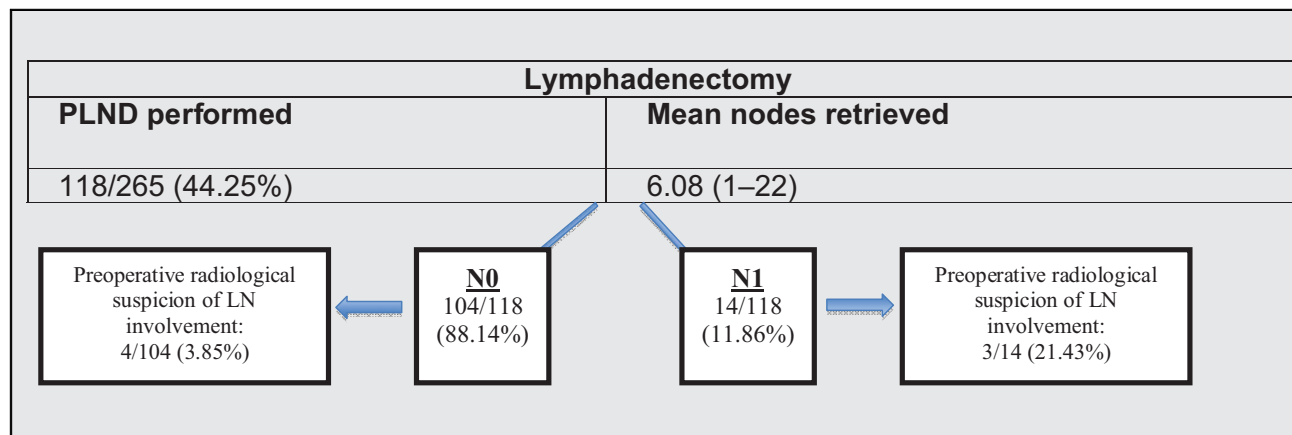 Lymphadenectomy
PLND performed
Mean nodes retrieved
118/265 (44.25%)
6.08 (1–22)
Preoperative radiological
suspicion of LN
involvement:
4/104 (3.85%)
N0
104/118
(88.14%)
N1
14/118
(11.86%)
Preoperative radiological
suspicion of LN
involvement:
3/14 (21.43%)